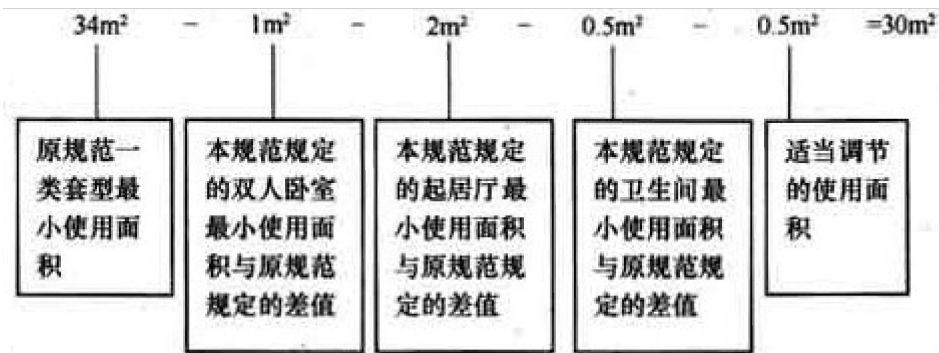 34m² - 1m² - 2m² - 0.5m² - 0.5m² =30m²
原规范一
类套型最
小使用面
积
本规范规定
的双人卧室
最小使用面
积与原规范
规定的差值
本规范规定
的起居厅最
小使用面积
与原规范规
定的差值
本规范规定
的卫生间最
小使用面积
与原规范规
定的差值
适当调节
的使用面
积